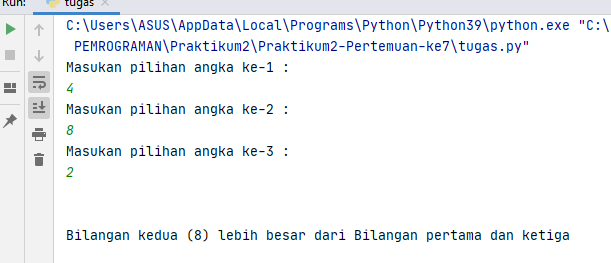 Run: tugas
C:\Users\ASUS\AppData\Local\Programs\Python\Python39\python.exe "C:\
PEMROGRAMAN\Praktikum2\Praktikum2-Pertemuan-ke7\tugas.py"
Masukan pilihan angka ke-1 :
4
Masukan pilihan angka ke-2 :
8
Masukan pilihan angka ke-3 :
2
Bilangan kedua (8) lebih besar dari Bilangan pertama dan ketiga